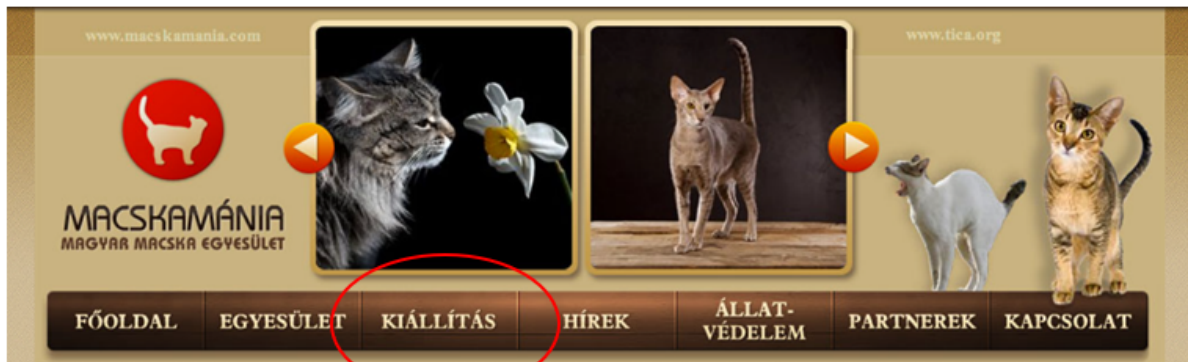 www.macskamania.com
www.tica.org
MACSKAMÁNIA
MAGYAR MACSKA EGYESÜLET
FŐOLDAL EGYESÜLET KIÁLLÍTÁS HÍREK ÁLLAT-
VÉDELEM PARTNEREK KAPCSOLAT